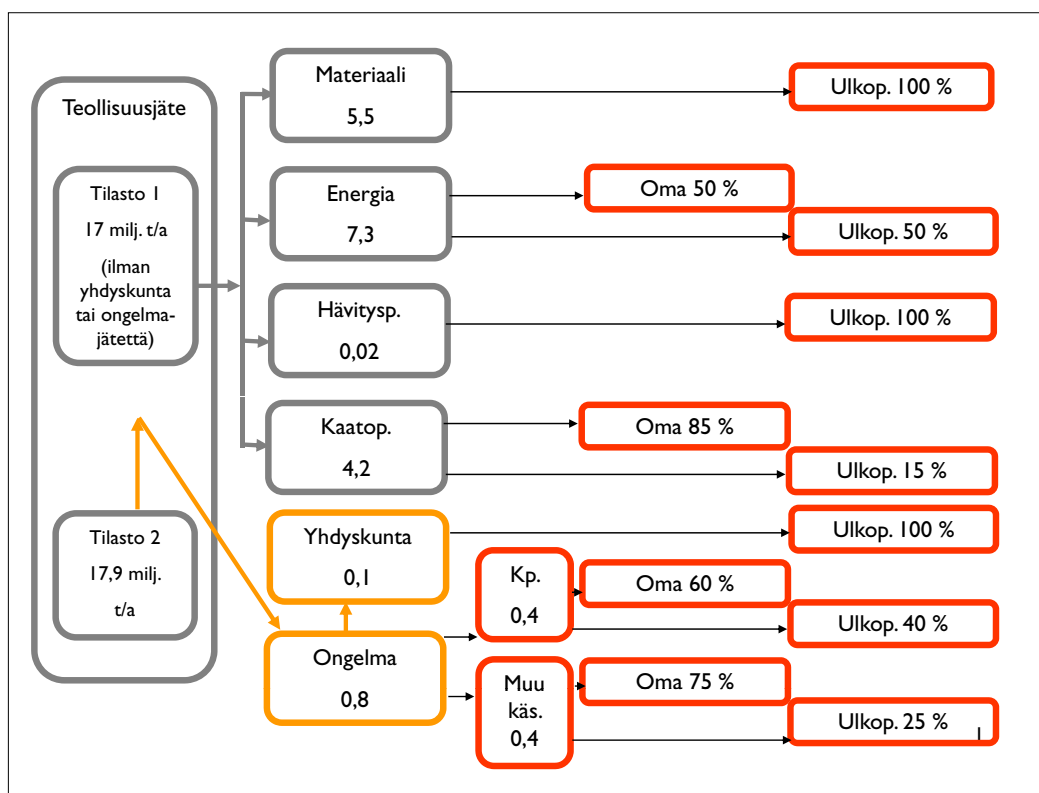 Teollisuusjäte
Tilasto 1
17 milj. t/a
(ilman
yhdyskunta
tai ongelma-
jätettä)
Tilasto 2
17,9 milj.
t/a
Materiaali
5,5
Ulkop. 100 %
Energia
7,3
Oma 50 %
Ulkop. 50 %
Hävitysp.
0,02
Ulkop. 100 %
Kaatop.
4,2
Oma 85 %
Ulkop. 15 %
Yhdyskunta
0,1
Ulkop. 100 %
Ongelma
0,8
Kp.
0,4
Oma 60 %
Ulkop. 40 %
Muu
käs.
0,4
Oma 75 %
Ulkop. 25 %
1